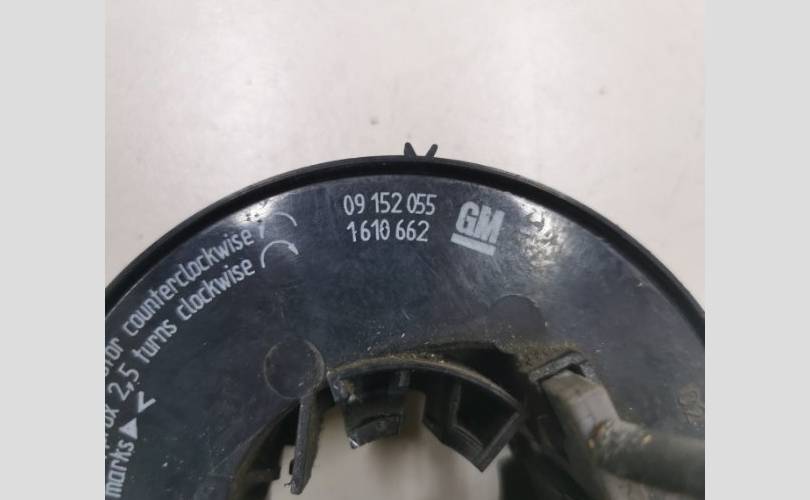 09 152 055
1610 662
GM
counterclockwise
2,5 turns clockwise
marks